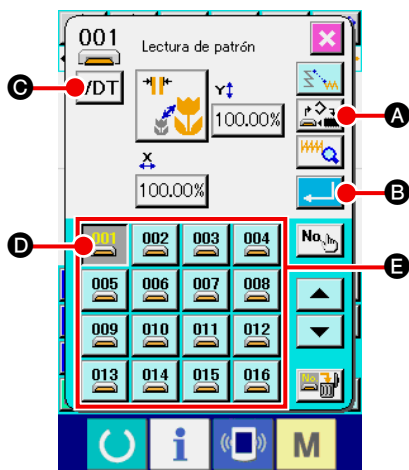 001
Lectura de patrón
C
/DT
Y
A
100.00%
X
100.00%
B
D
001 002 003 004
No.
E
005 006 007 008
009 010 011 012
013 014 015 016
No.
i
M